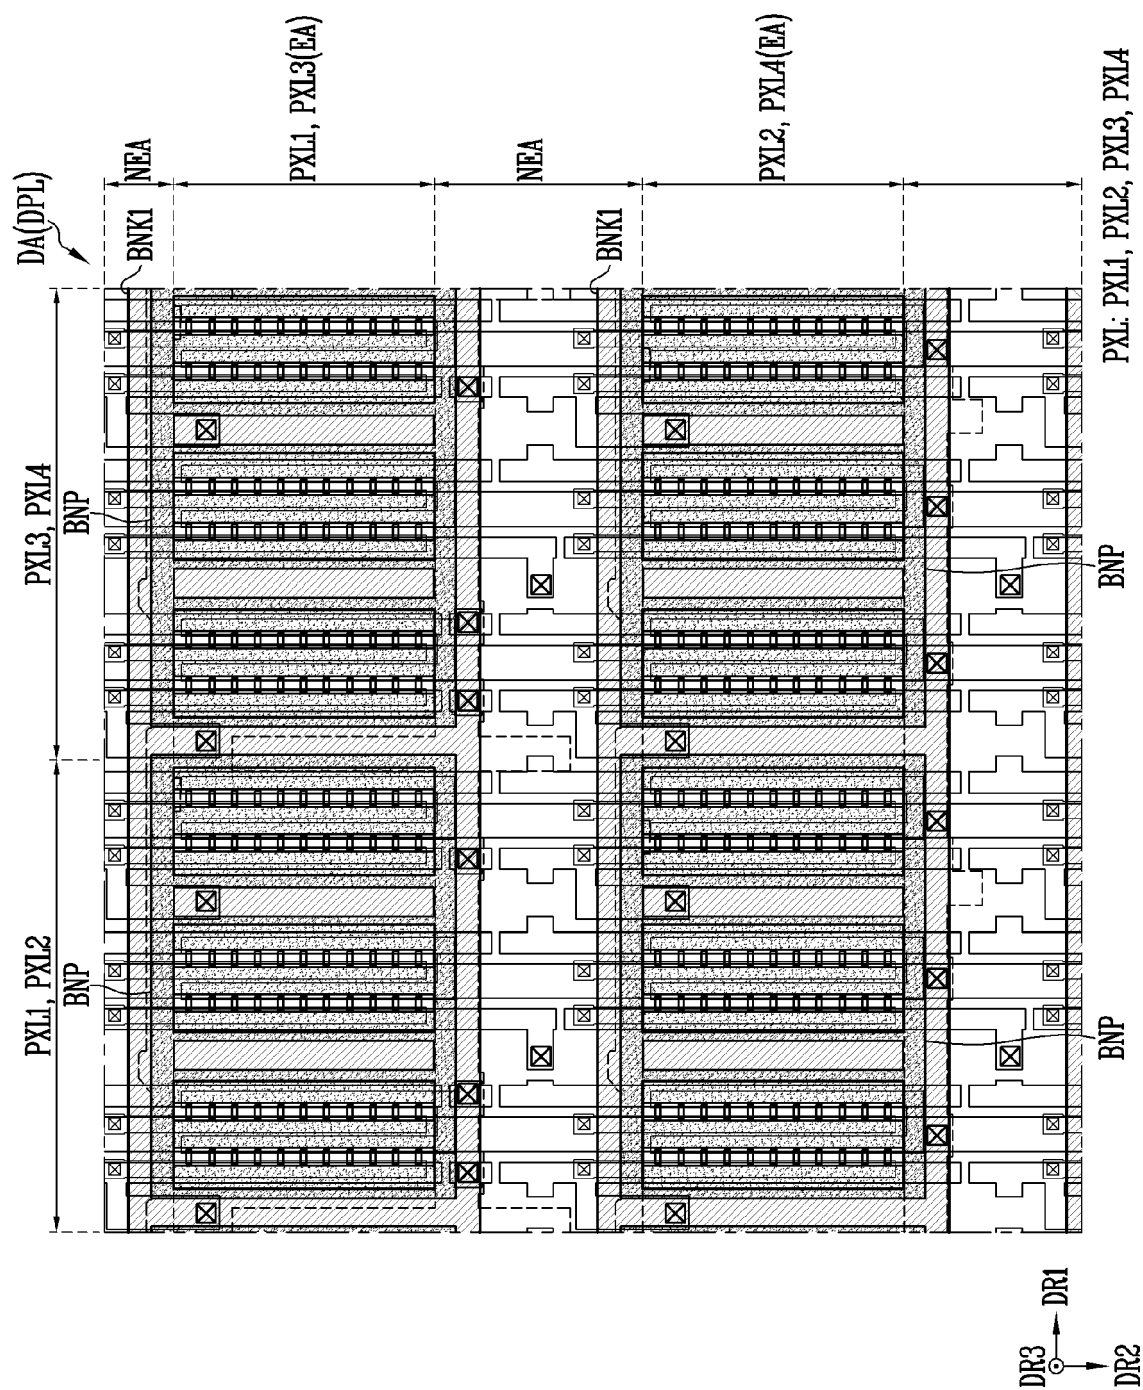 DA(DPL)
NEA
PXL1, PXL3(EA)
NEA
PXL2, PXL4(EA)
BNK1
BNK1
PXL: PXL1, PXL2, PXL3, PXL4
PXL3, PXL4
BNP
BNP
PXL1, PXL2
BNP
BNP
DR1
DR3
DR2